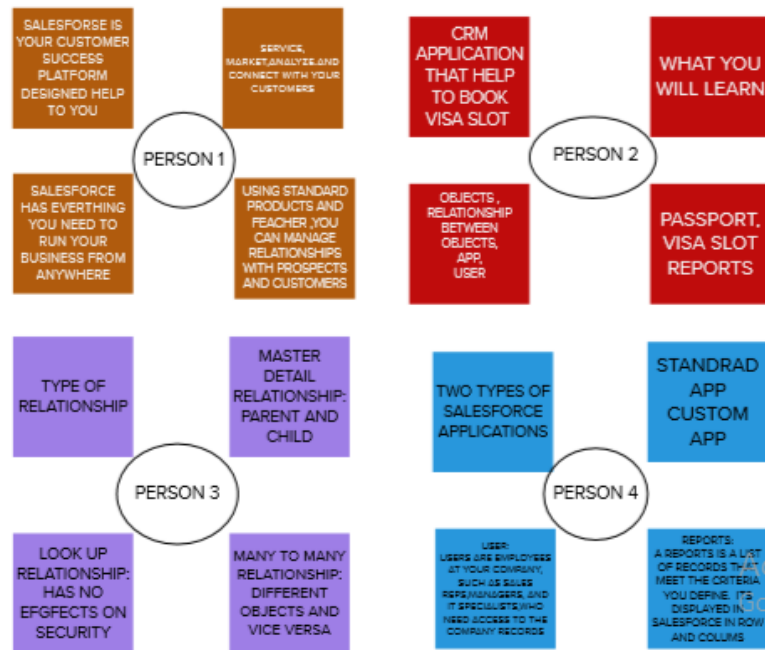 SALESFORSE IS
YOUR CUSTOMER
SUCCESS
PLATFORM
DESIGNED HELP
TO YOU
SERVICE,
MARKET,ANALYZE.AND
CONNECT WITH YOUR
CUSTOMERS
PERSON 1
SALESFORCE
HAS EVERTHING
YOU NEED TO
RUN YOUR
BUSINESS FROM
ANYWHERE
USING STANDARD
PRODUCTS AND
FEACHER ,YOU
CAN MANAGE
RELATIONSHIPS
WITH PROSPECTS
AND CUSTOMERS
CRM
APPLICATION
THAT HELP
TO BOOK
VISA SLOT
WHAT YOU
WILL LEARN
PERSON 2
OBJECTS ,
RELATIONSHIP
BETWEEN
OBJECTS,
APP,
USER
PASSPORT,
VISA SLOT
REPORTS
TYPE OF
RELATIONSHIP
MASTER
DETAIL
RELATIONSHIP:
PARENT AND
CHILD
PERSON 3
LOOK UP
RELATIONSHIP:
HAS NO
EFGFECTS ON
SECURITY
MANY TO MANY
RELATIONSHIP:
DIFFERENT
OBJECTS AND
VICE VERSA
TWO TYPES OF
SALESFORCE
APPLICATIONS
STANDRAD
APP
CUSTOM
APP
PERSON 4
USER:
USERS ARE EMPLOYEES
AT YOUR COMPANY,
SUCH AS SALES
REPS,MANAGERS, AND
IT SPECIALISTS,WHO
NEED ACCESS TO THE
COMPANY RECORDS
REPORTS:
A REPORTS IS A LIST
OF RECORDS
MEET THE CRITERIA
YOU DEFINE. ITS
DISPLAYED IN
SALESFORCE IN ROW
AND COLUMS